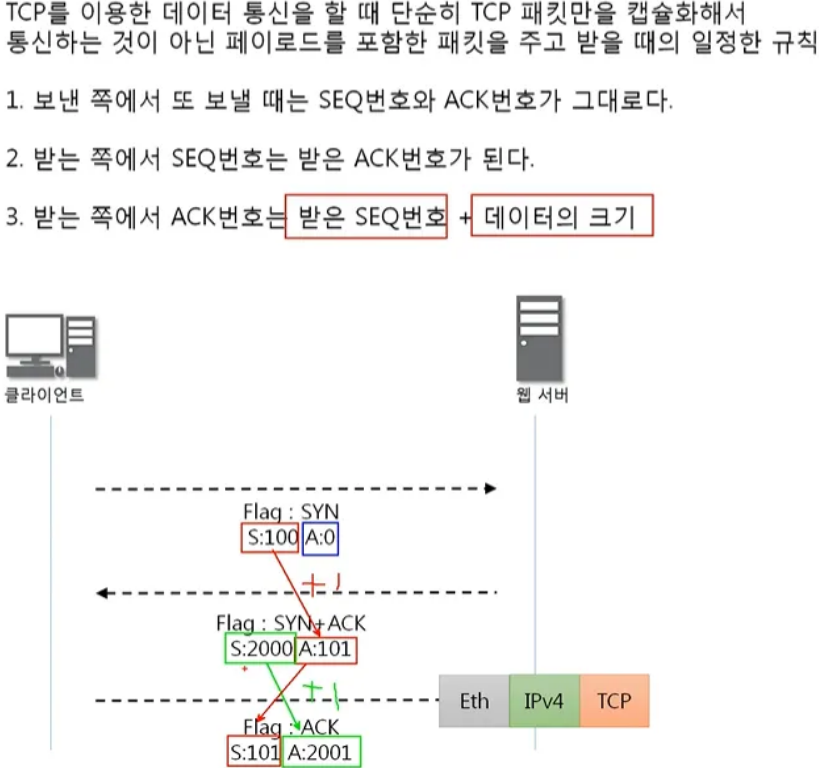 TCP를 이용한 데이터 통신을 할 때 단순히 TCP 패킷만을 캡슐화해서
통신하는 것이 아닌 페이로드를 포함한 패킷을 주고 받을 때의 일정한 규칙
1. 보낸 쪽에서 또 보낼 때는 SEQ번호와 ACK번호가 그대로다.
2. 받는 쪽에서 SEQ번호는 받은 ACK번호가 된다.
3. 받는 쪽에서 ACK번호는 받은 SEQ번호 + 데이터의 크기
클라이언트
웹 서버
Flag : SYN
S:100 A:0
+1
Flag : SYN+ACK
S:2000 A:101
+1
Eth IPv4 TCP
Flag : ACK
S:101 A:2001